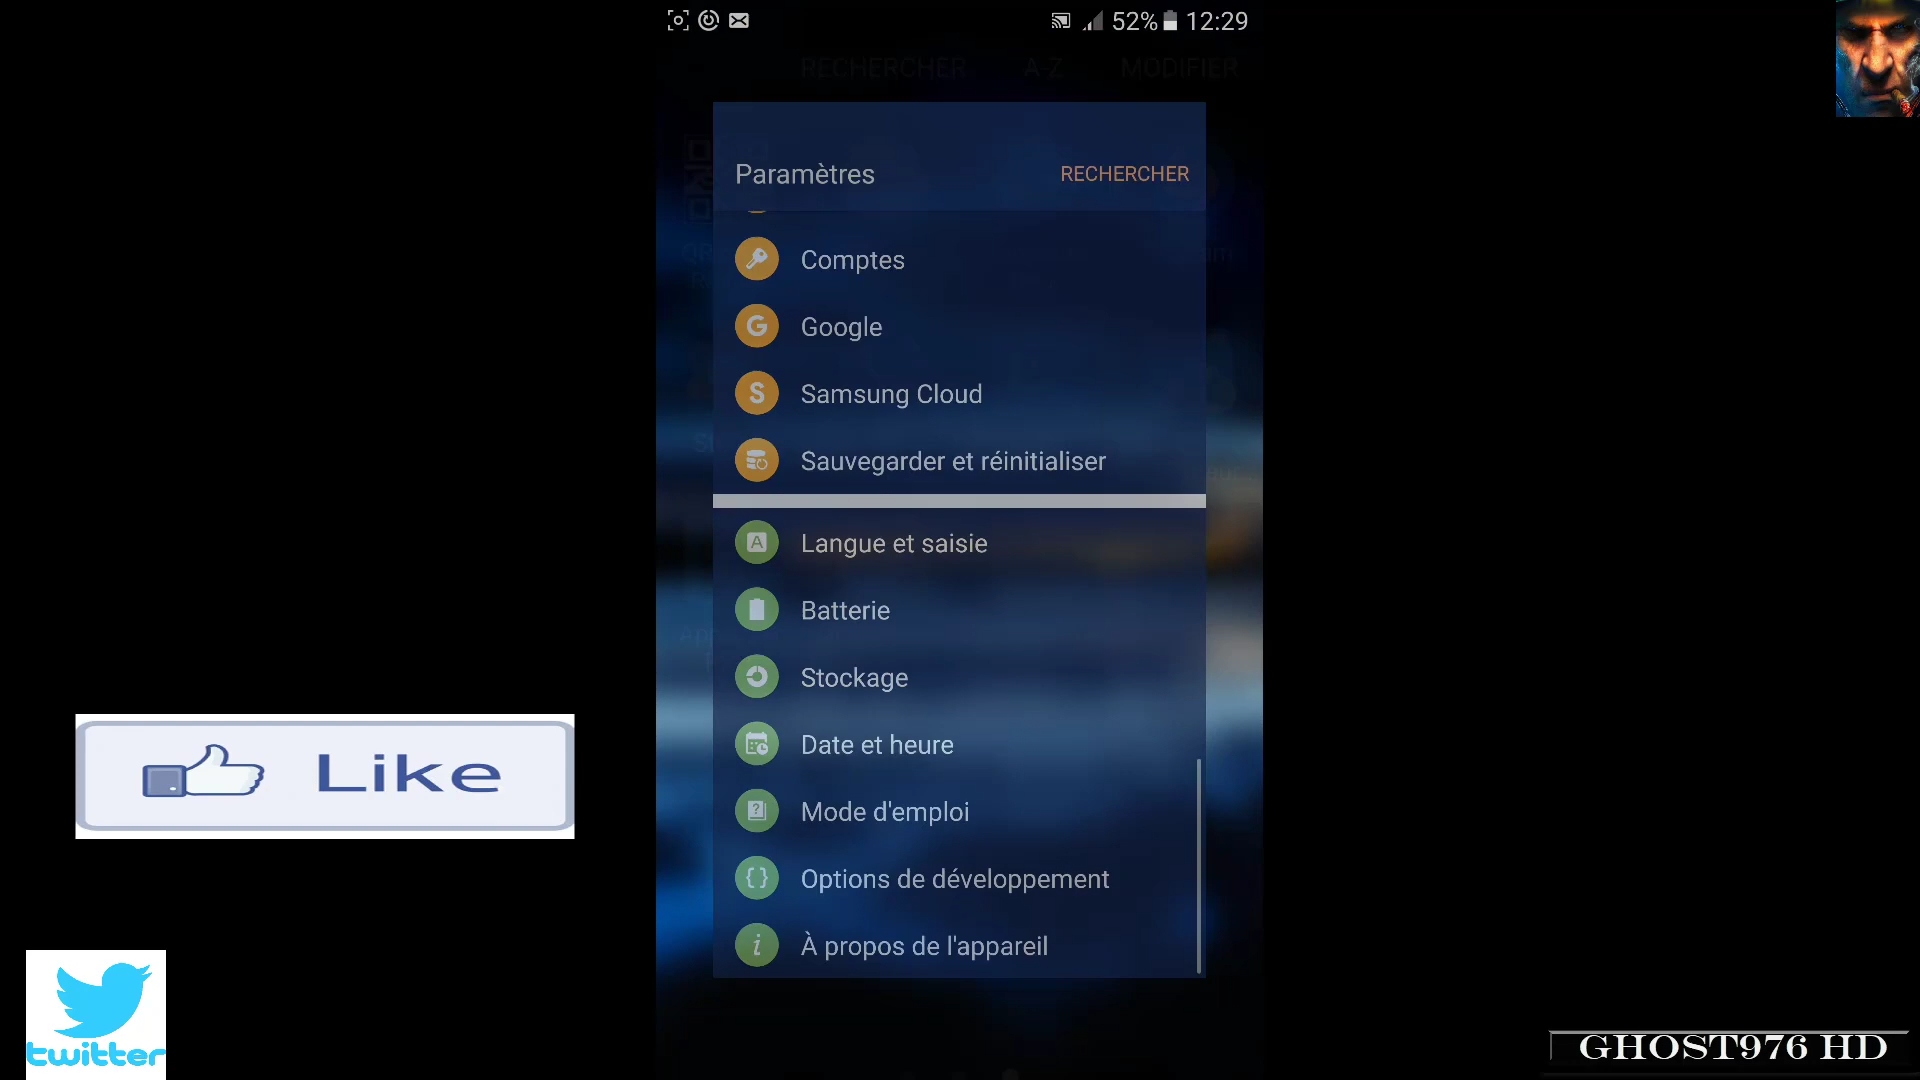 52% 12:29
RECHERCHER A-Z MODIFIER
Paramètres RECHERCHER
Comptes
Google
Samsung Cloud
Sauvegarder et réinitialiser
Langue et saisie
Batterie
Stockage
Date et heure
Mode d'emploi
Options de développement
À propos de l'appareil
Like
twitter
GHOST976 HD